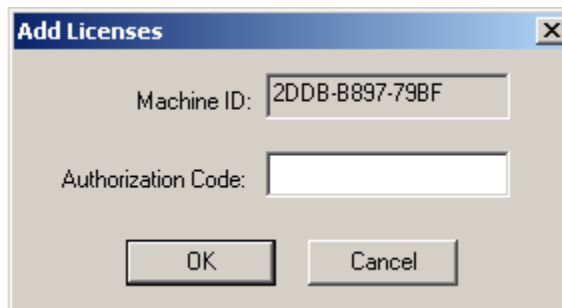 Add Licenses
Machine ID: 2DDB-B897-79BF
Authorization Code:
OK Cancel